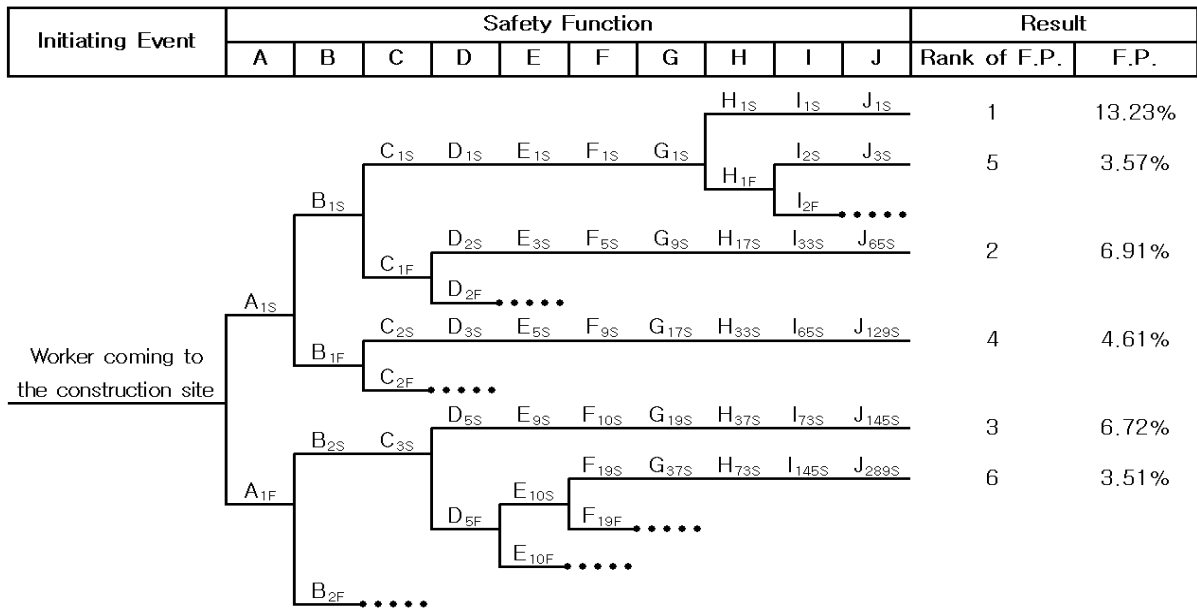 Initiating Event Safety Function Result
A B C D E F G H I J Rank of F.P. F.P.
H1S I1S J1S 1 13.23%
C1S D1S E1S F1S G1S I2S J3S 5 3.57%
H1F
B1S I2F
D2S E3S F5S G9S H17S I33S J65S 2 6.91%
C1F
D2F
A1S
C2S D3S E5S F9S G17S H33S I65S J129S 4 4.61%
Worker coming to
B1F
the construction site
C2F
D5S E9S F10S G19S H37S I73S J145S 3 6.72%
B2S C3S
F19S G37S H73S I145S J289S 6 3.51%
A1F E10S
D5F F19F
E10F
B2F